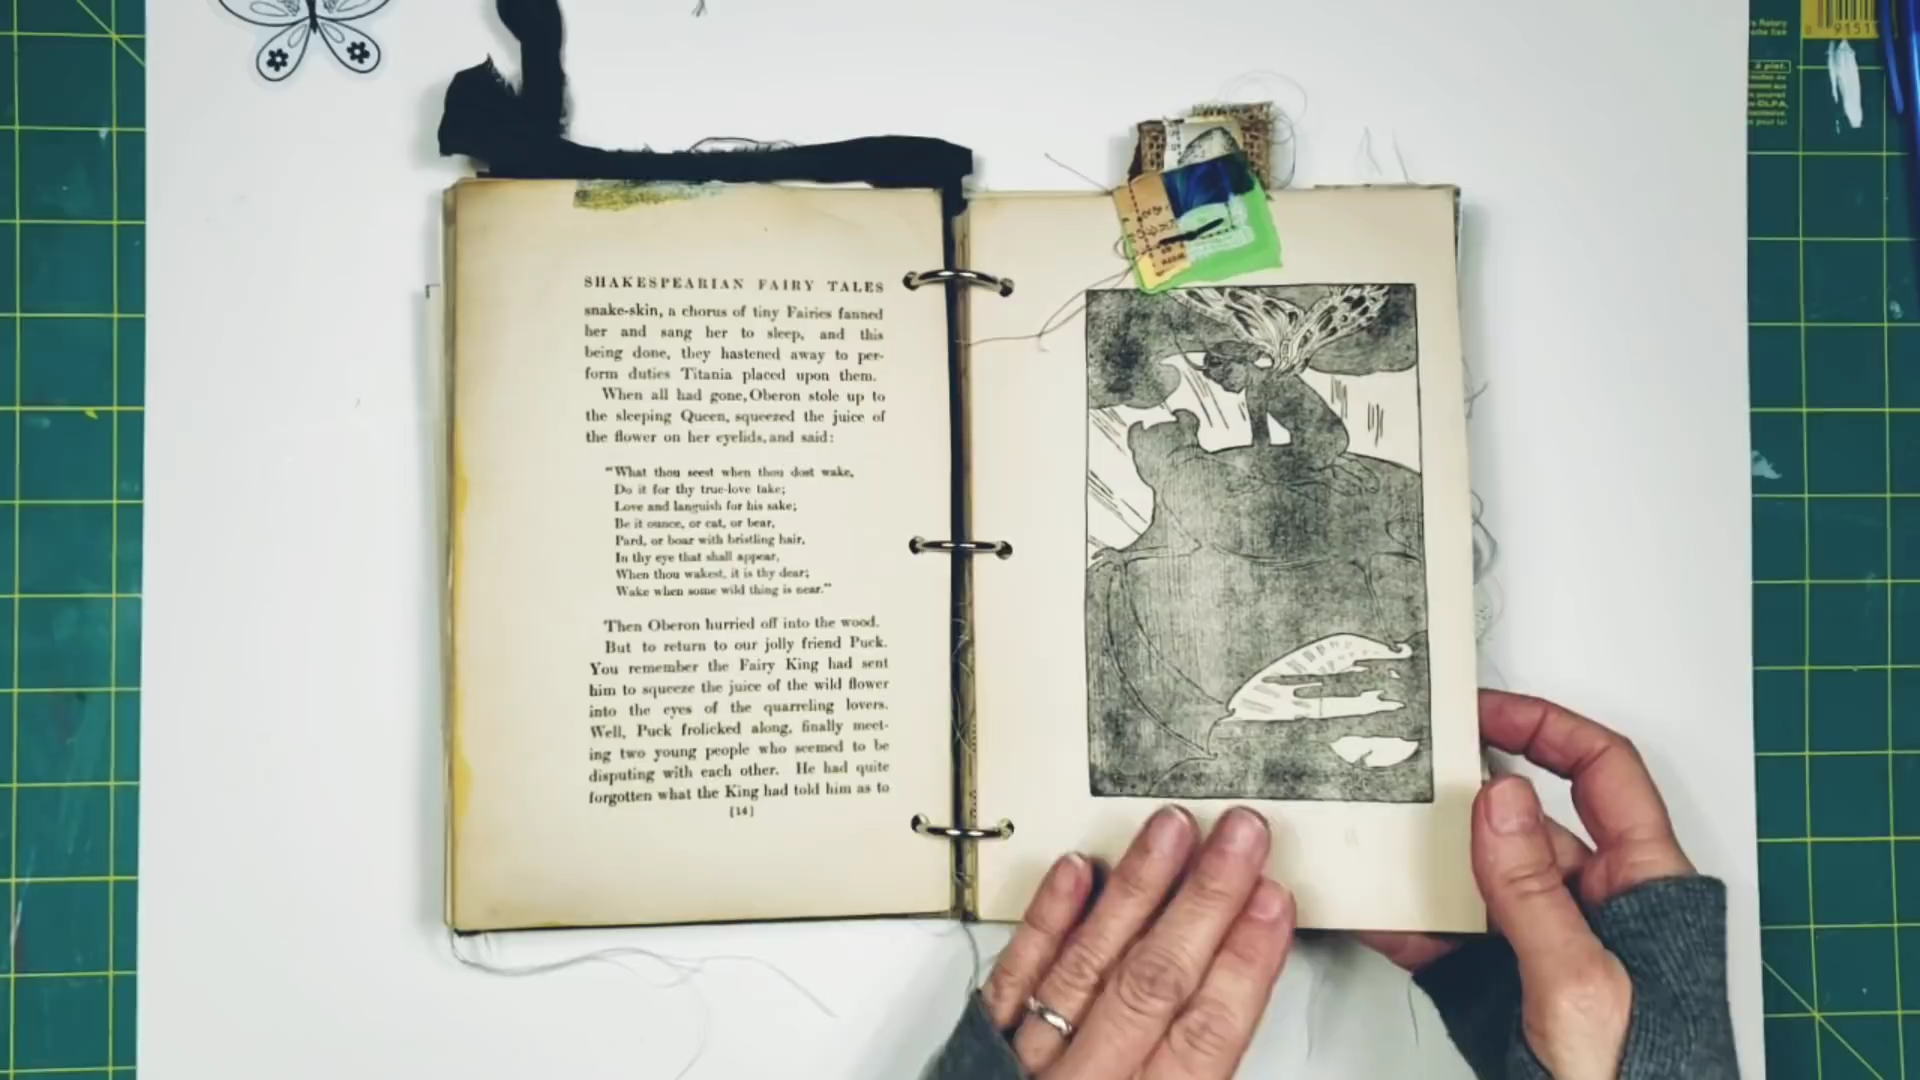 SHAKESPEARIAN FAIRY TALES
snake-skin, a chorus of tiny Fairies fanned
her and sang her to sleep, and this
being done, they hastened away to per-
form duties Titania placed upon them.
When all had gone, Oberon stole up to
the sleeping Queen, squeezed the juice of
the flower on her eyelids, and said:
"What thou seest when thou dost wake,
Do it for thy true-love take;
Love and languish for his sake;
Be it ounce, or cat, or bear,
Pard, or boar with bristling hair,
In thy eye that shall appear,
When thou wakest, it is thy dear;
Wake when some wild thing is near."
Then Oberon hurried off into the wood.
But to return to our jolly friend Puck.
You remember the Fairy King had sent
him to squeeze the juice of the wild flower
into the eyes of the quarreling lovers.
Well, Puck frolicked along, finally meet-
ing two young people who seemed to be
disputing with each other. He had quite
forgotten what the King had told him as to
[14]